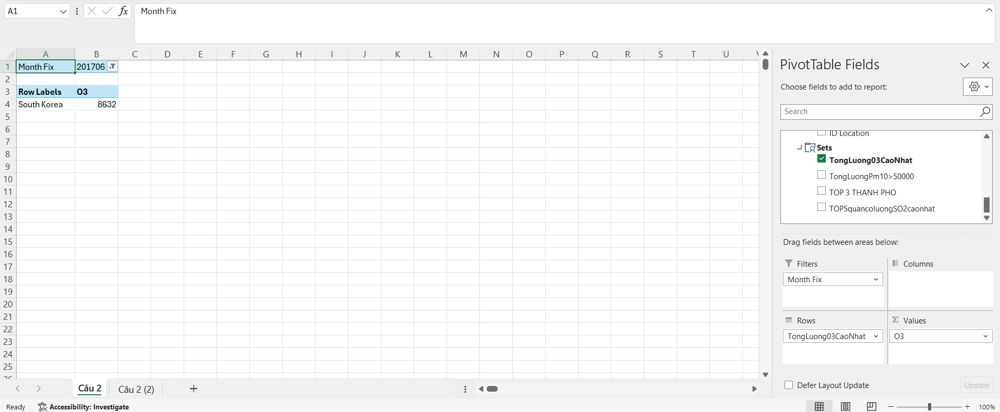 A1
fx
Month Fix
A B C D E F G H I J K L M N O P Q R S T U
1 Month Fix 201706
2
3 Row Labels O3
4 South Korea 8632
5
6
7
8
9
10
11
12
13
14
15
16
17
18
19
20
21
22
23
24
25
26
PivotTable Fields
Choose fields to add to report:
Search
ID Location
Sets
TongLuong03CaoNhat
TongLuongPm10>50000
TOP 3 THANH PHO
TOP5quancoluongSO2caonhat
Drag fields between areas below:
Filters
Columns
Month Fix
Rows
Σ Values
TongLuong03CaoNhat
O3
Defer Layout Update
Update
Câu 2
Câu 2 (2)
Ready
Accessibility: Investigate
100%